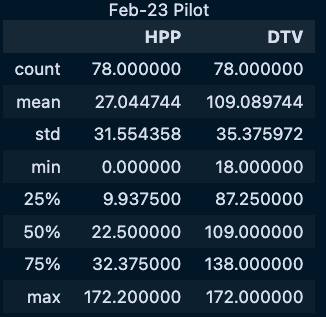 Feb-23 Pilot
HPP DTV
count 78.000000 78.000000
mean 27.044744 109.089744
std 31.554358 35.375972
min 0.000000 18.000000
25% 9.937500 87.250000
50% 22.500000 109.000000
75% 32.375000 138.000000
max 172.200000 172.000000